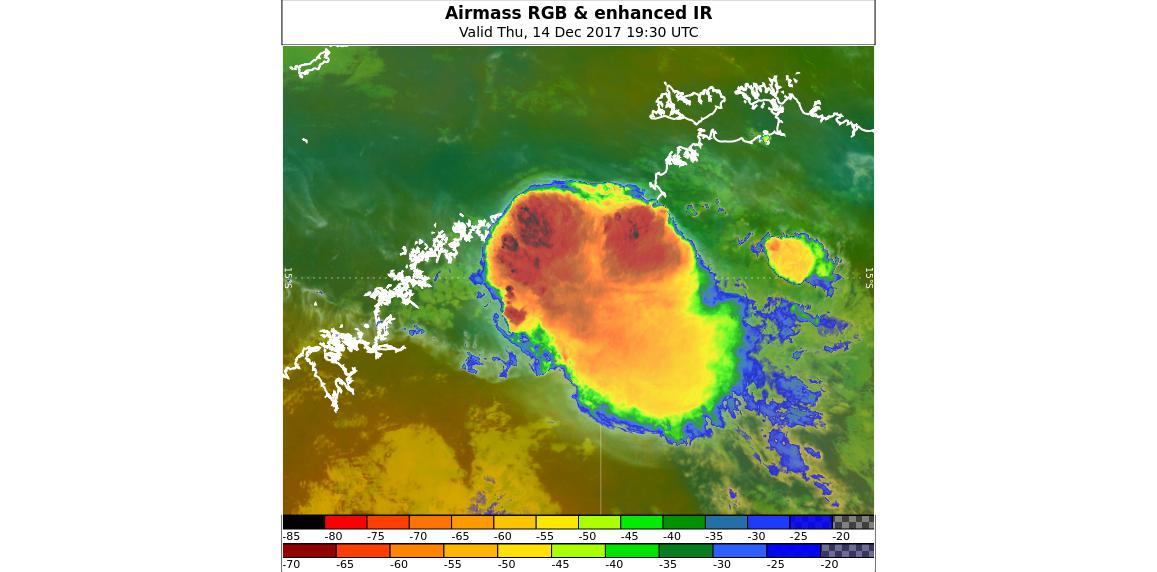 Airmass RGB & enhanced IR
Valid Thu, 14 Dec 2017 19:30 UTC
15°S 15°S
-85 -80 -75 -70 -65 -60 -55 -50 -45 -40 -35 -30 -25 -20
-70 -65 -60 -55 -50 -45 -40 -35 -30 -25 -20